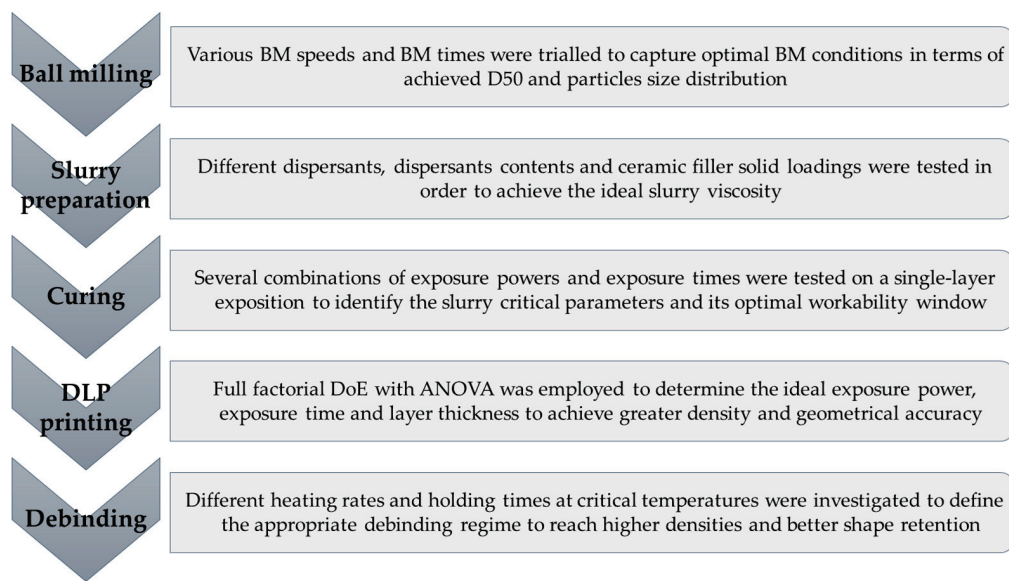 Ball milling
Various BM speeds and BM times were trialled to capture optimal BM conditions in terms of
achieved D50 and particles size distribution
Slurry
preparation
Different dispersants, dispersants contents and ceramic filler solid loadings were tested in
order to achieve the ideal slurry viscosity
Curing
Several combinations of exposure powers and exposure times were tested on a single-layer
exposition to identify the slurry critical parameters and its optimal workability window
DLP
printing
Full factorial DoE with ANOVA was employed to determine the ideal exposure power,
exposure time and layer thickness to achieve greater density and geometrical accuracy
Debinding
Different heating rates and holding times at critical temperatures were investigated to define
the appropriate debinding regime to reach higher densities and better shape retention